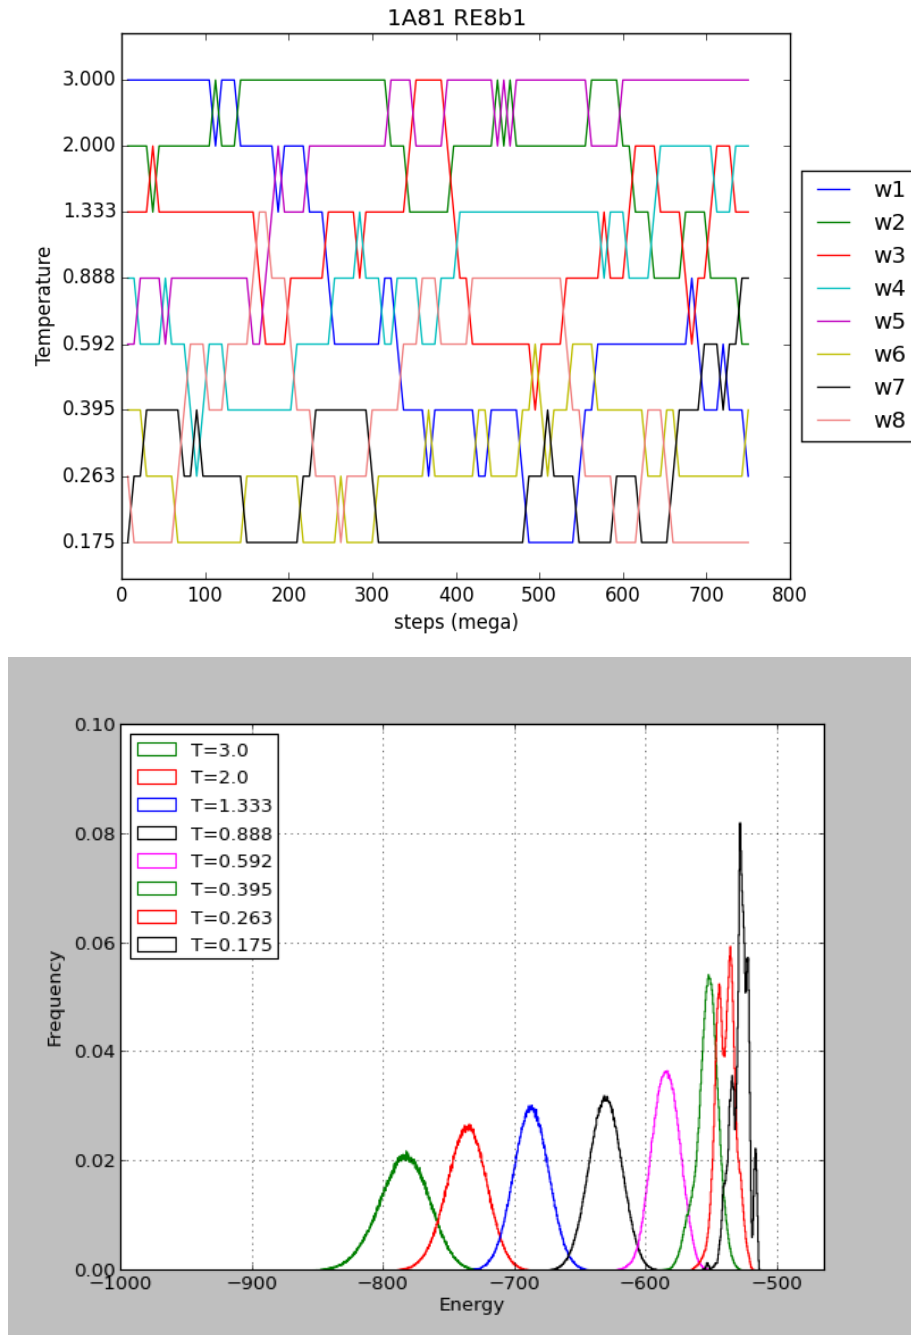 1A81 RE8b1
3.000
2.000
1.333
0.888
0.592
0.395
0.263
0.175
Temperature
0 100 200 300 400 500 600 700 800
steps (mega)
w1
w2
w3
w4
w5
w6
w7
w8
0.10
0.08
0.06
0.04
0.02
0.00
Frequency
T=3.0
T=2.0
T=1.333
T=0.888
T=0.592
T=0.395
T=0.263
T=0.175
−1000 −900 −800 −700 −600 −500
Energy